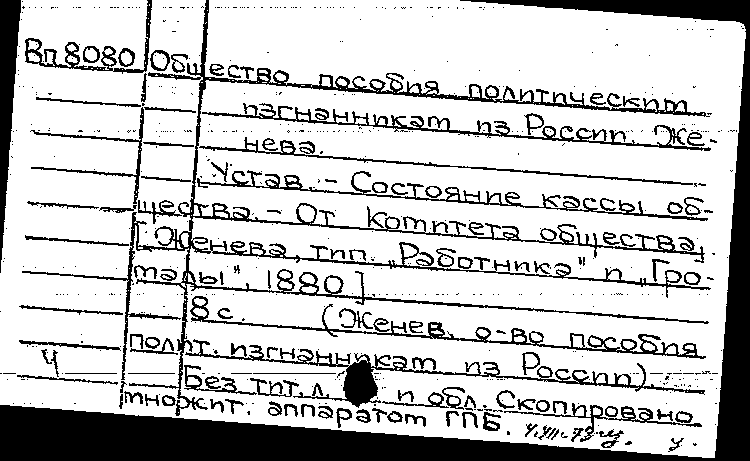 Вп 8080 Общество пособия политическим
изгнанникам из России. Же-
нева.
[Устав. – Состояние кассы об-
щества. – От Комитета общества,
[Женева, тип. „Работника" и „Гро-
мады", 1880]
8 с. (Женев. о-во пособия
полит. изгнанникам из России).
Ч
Без тит. л. и обл. Скопировано
множит. аппаратом ГПБ.